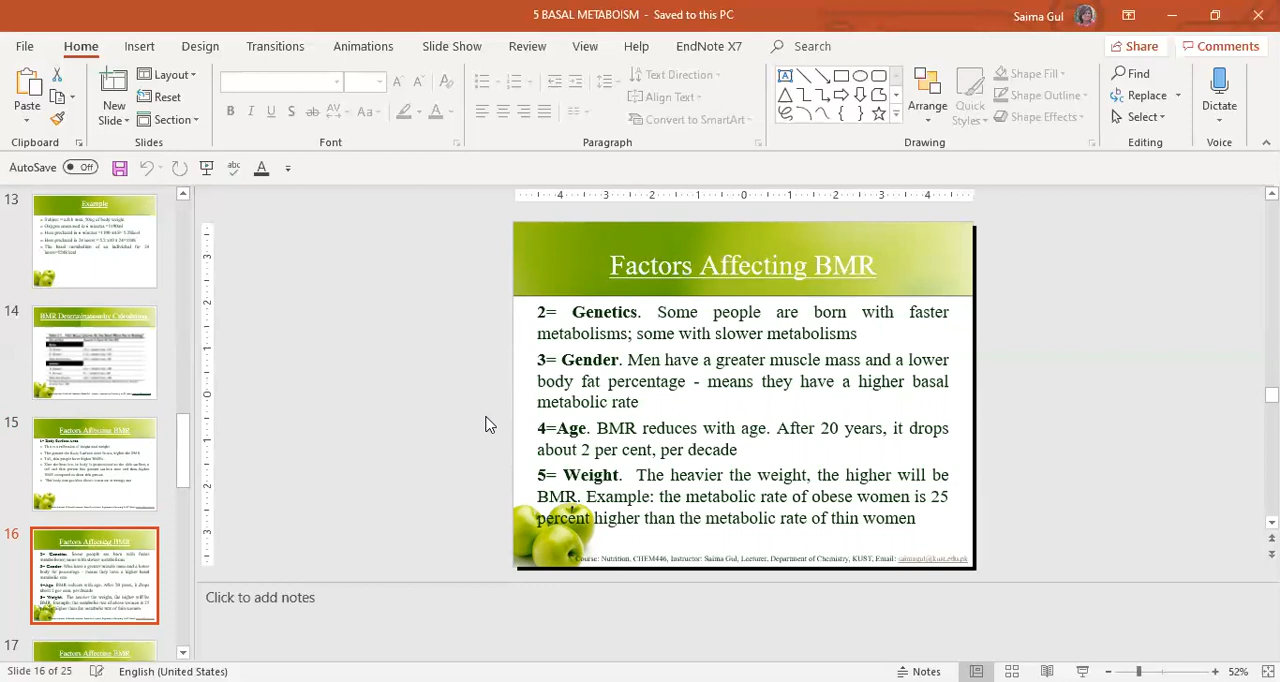 5 BASAL METABOISM - Saved to this PC
Saima Gul
File Home Insert Design Transitions Animations Slide Show Review View Help EndNote X7 Search Share Comments
Paste
Clipboard
New Slide
Layout
Reset
Section
Slides
Font
Text Direction
Align Text
Convert to SmartArt
Paragraph
Arrange
Quick Styles
Shape Fill
Shape Outline
Shape Effects
Drawing
Find
Replace
Select
Editing
Dictate
Voice
AutoSave Off
13
Example
14
BMR Determination by Calculation
15
Factors Affecting BMR
16
Factors Affecting BMR
17
Factors Affecting BMR
Factors Affecting BMR
2= Genetics. Some people are born with faster
metabolisms; some with slower metabolisms
3= Gender. Men have a greater muscle mass and a lower
body fat percentage - means they have a higher basal
metabolic rate
4=Age. BMR reduces with age. After 20 years, it drops
about 2 per cent, per decade
5= Weight. The heavier the weight, the higher will be
BMR. Example: the metabolic rate of obese women is 25
percent higher than the metabolic rate of thin women
Course: Nutrition, CHEM446, Instructor: Saima Gul, Lecturer, Department of Chemistry, KUST, Email: saimagul@kust.edu.pk
Click to add notes
Slide 16 of 25 English (United States) Notes 52%